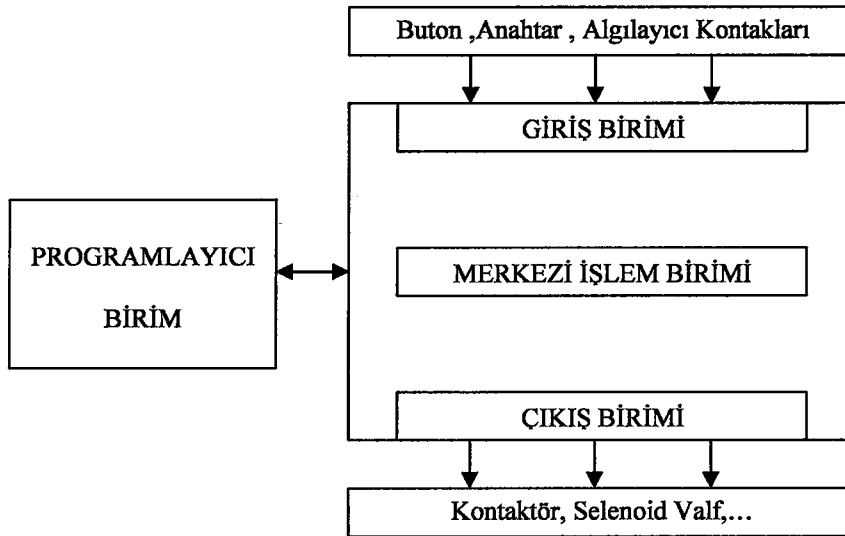 Buton ,Anahtar , Algılayıcı Kontakları
GİRİŞ BİRİMİ
PROGRAMLAYICI
BİRİM
MERKEZİ İŞLEM BİRİMİ
ÇIKIŞ BİRİMİ
Kontaktör, Selenoid Valf,...